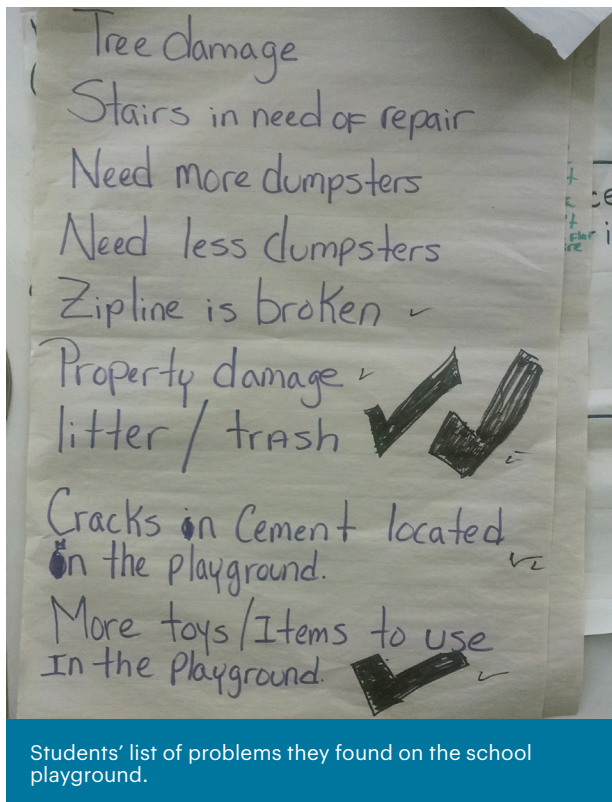 Tree damage
Stairs in need of repair
Need more dumpsters
Need less dumpsters
Zipline is broken
Property damage
litter / trash
Cracks in Cement located
in the playground.
More toys/Items to use
In the playground.
Students’ list of problems they found on the school
playground.